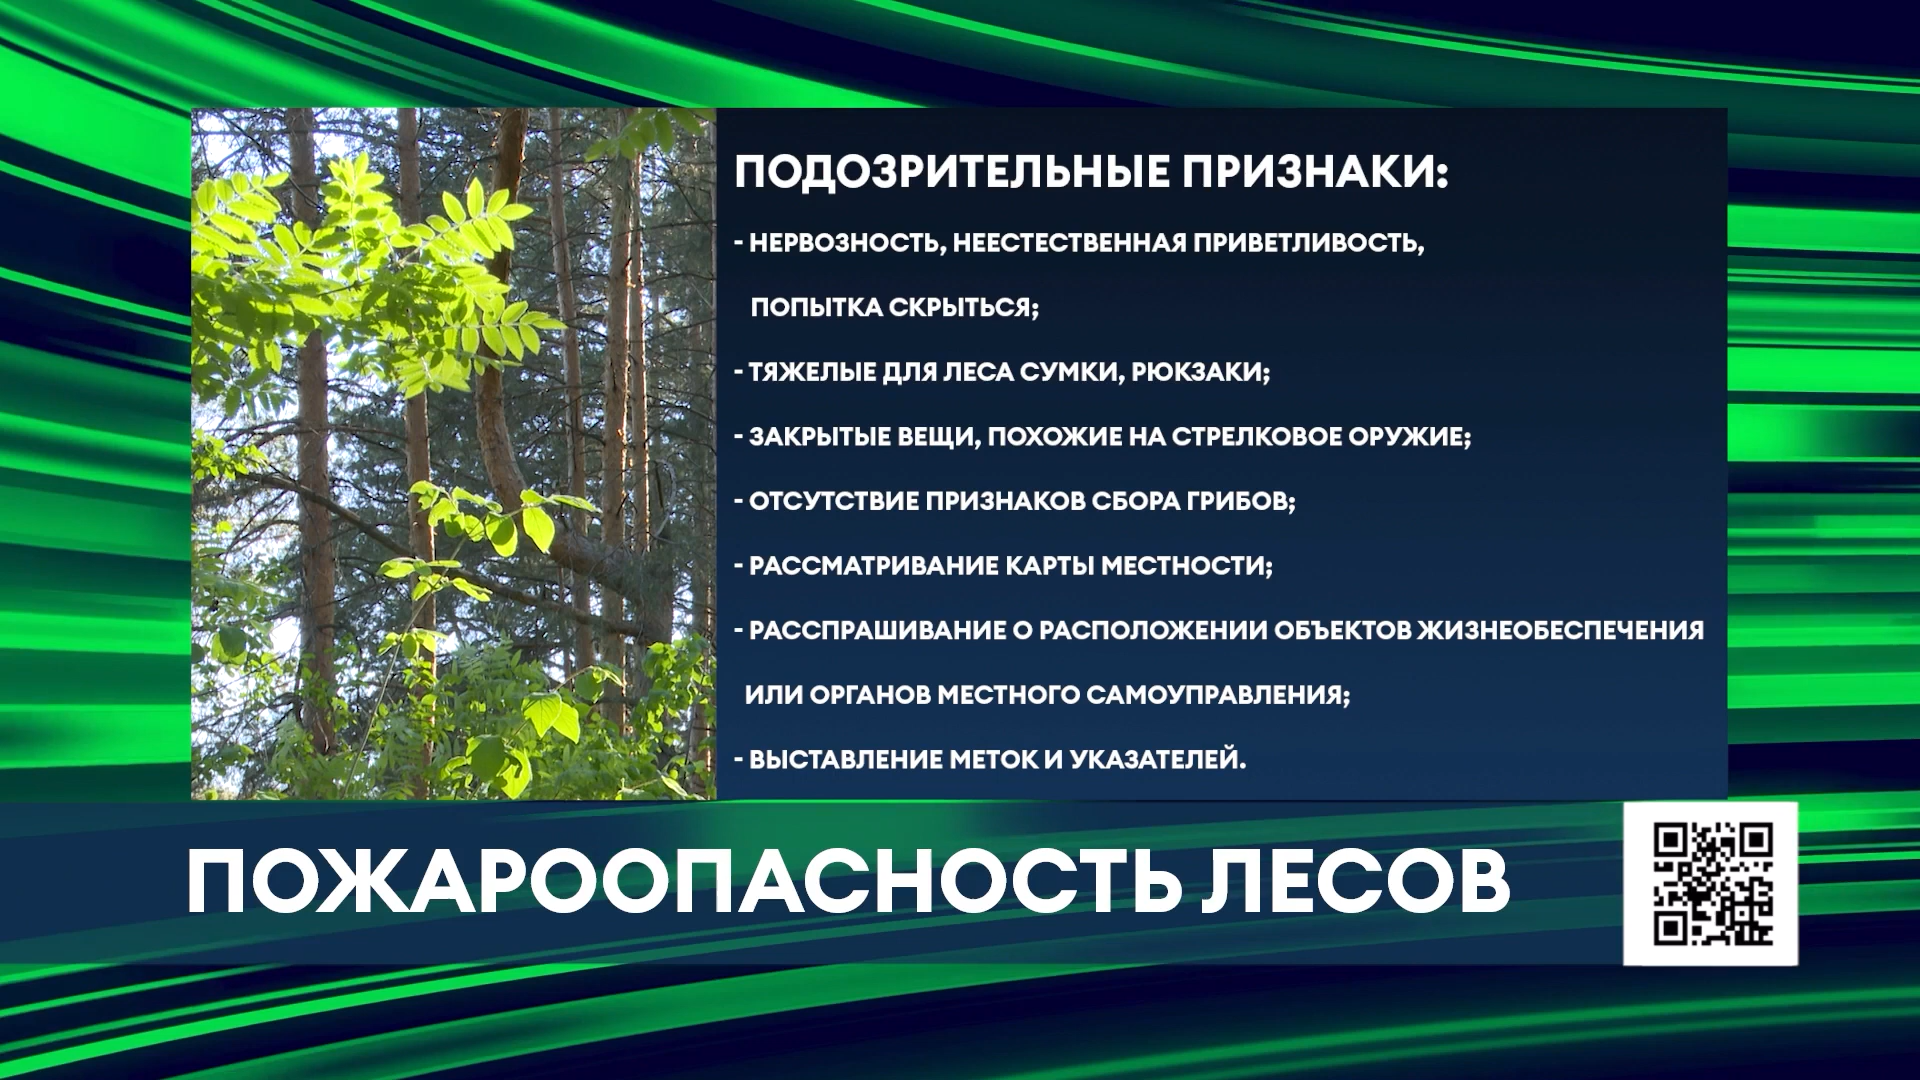 ПОДОЗРИТЕЛЬНЫЕ ПРИЗНАКИ:
- НЕРВОЗНОСТЬ, НЕЕСТЕСТВЕННАЯ ПРИВЕТЛИВОСТЬ,
ПОПЫТКА СКРЫТЬСЯ;
- ТЯЖЕЛЫЕ ДЛЯ ЛЕСА СУМКИ, РЮКЗАКИ;
- ЗАКРЫТЫЕ ВЕЩИ, ПОХОЖИЕ НА СТРЕЛКОВОЕ ОРУЖИЕ;
- ОТСУТСТВИЕ ПРИЗНАКОВ СБОРА ГРИБОВ;
- РАССМАТРИВАНИЕ КАРТЫ МЕСТНОСТИ;
- РАССПРАШИВАНИЕ О РАСПОЛОЖЕНИИ ОБЪЕКТОВ ЖИЗНЕОБЕСПЕЧЕНИЯ
ИЛИ ОРГАНОВ МЕСТНОГО САМОУПРАВЛЕНИЯ;
- ВЫСТАВЛЕНИЕ МЕТОК И УКАЗАТЕЛЕЙ.
ПОЖАРООПАСНОСТЬ ЛЕСОВ